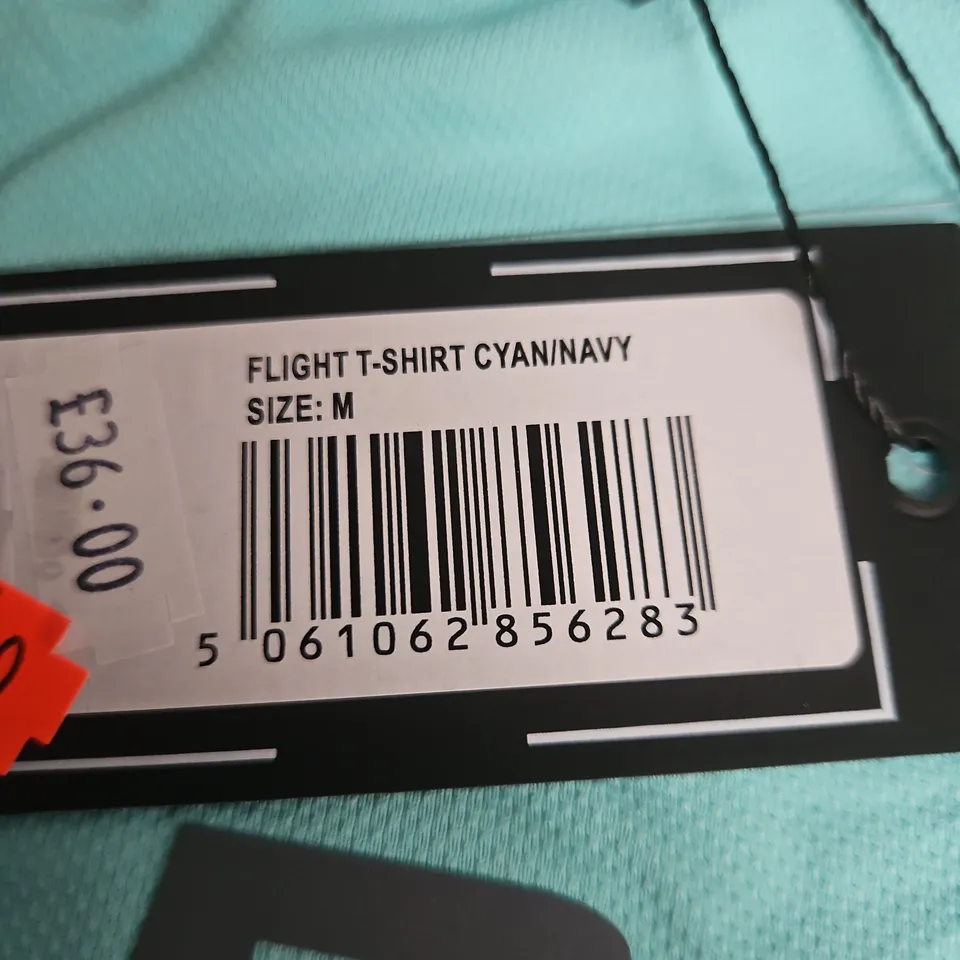 FLIGHT T-SHIRT CYAN/NAVY
SIZE: M
£36.00
5 061062 856283